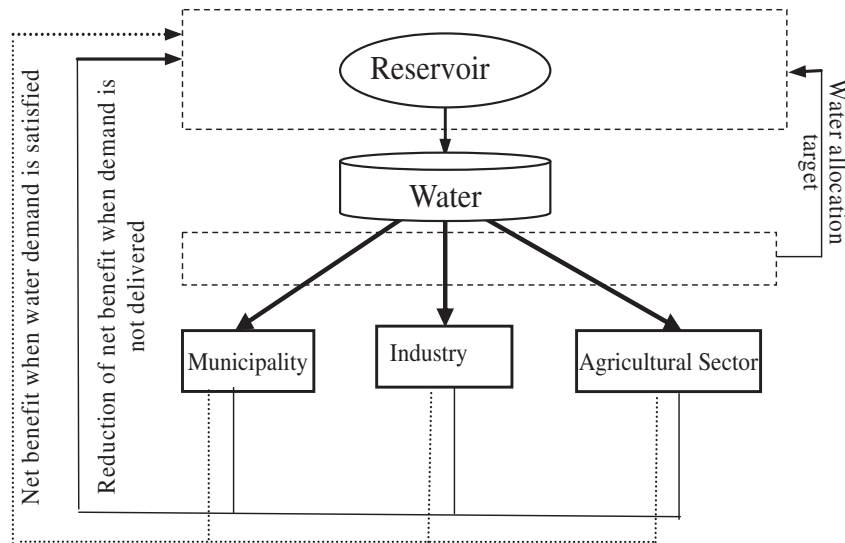 Net benefit when water demand is satisfied
Reduction of net benefit when demand is
not delivered
Reservoir
Water
Water allocation
target
Municipality
Industry
Agricultural Sector